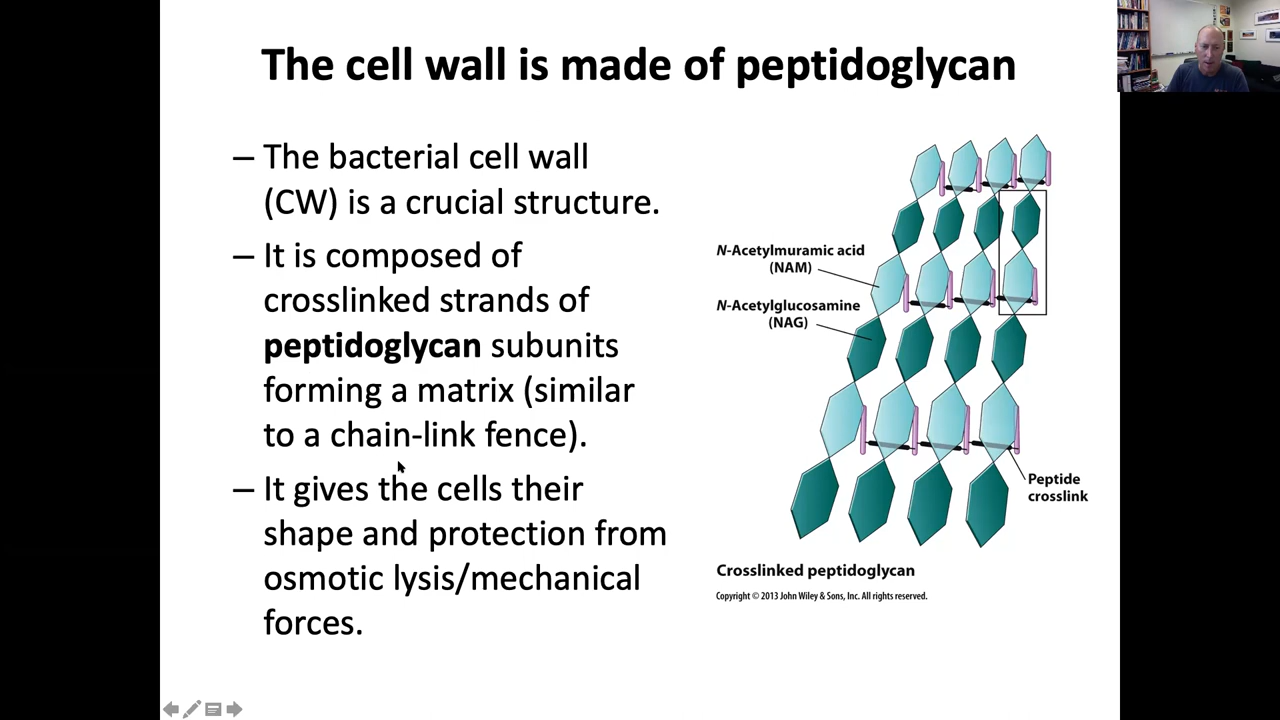 The cell wall is made of peptidoglycan
– The bacterial cell wall
(CW) is a crucial structure.
– It is composed of
crosslinked strands of
peptidoglycan subunits
forming a matrix (similar
to a chain-link fence).
– It gives the cells their
shape and protection from
osmotic lysis/mechanical
forces.
N-Acetylmuramic acid
(NAM)
N-Acetylglucosamine
(NAG)
Peptide
crosslink
Crosslinked peptidoglycan
Copyright © 2013 John Wiley & Sons, Inc. All rights reserved.